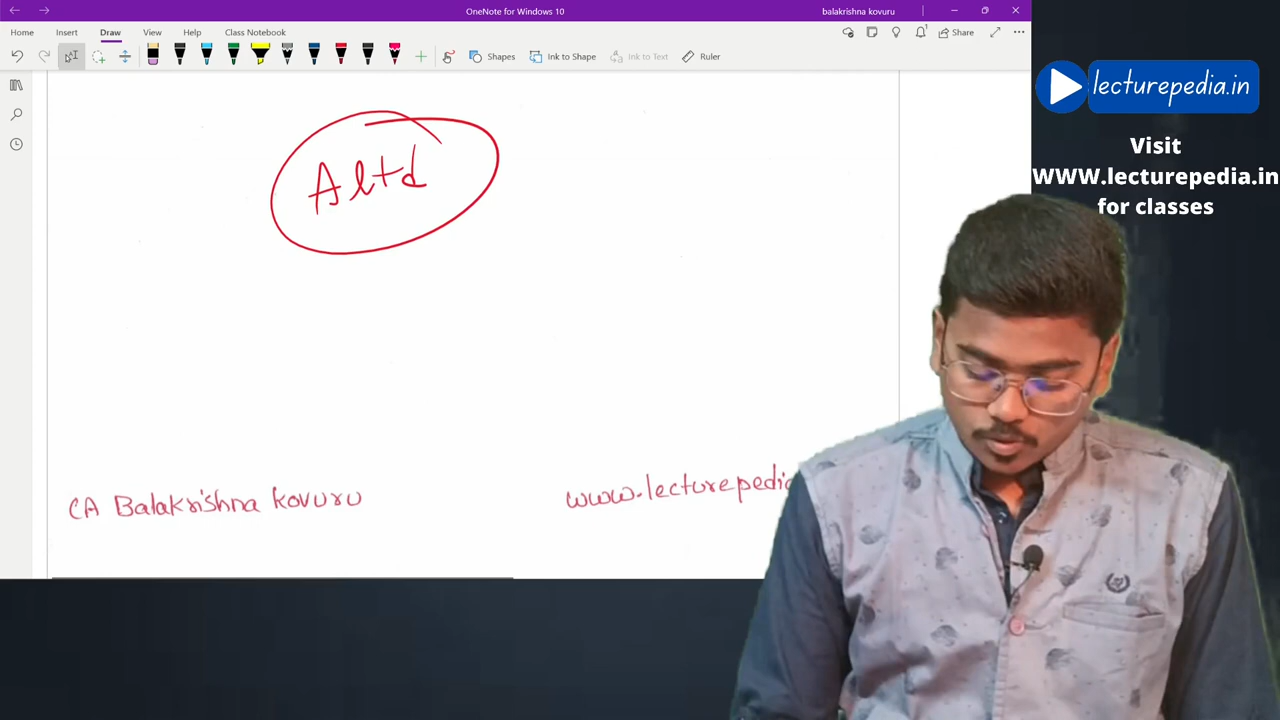 OneNote for Windows 10
balakrishna kovuru
Home Insert Draw View Help Class Notebook
Share
Shapes Ink to Shape Ink to Text Ruler
lecturepedia.in
Visit
WWW.lecturepedia.in
for classes
A ltd
CA Balakrishna kovuru
www.lecturepedia